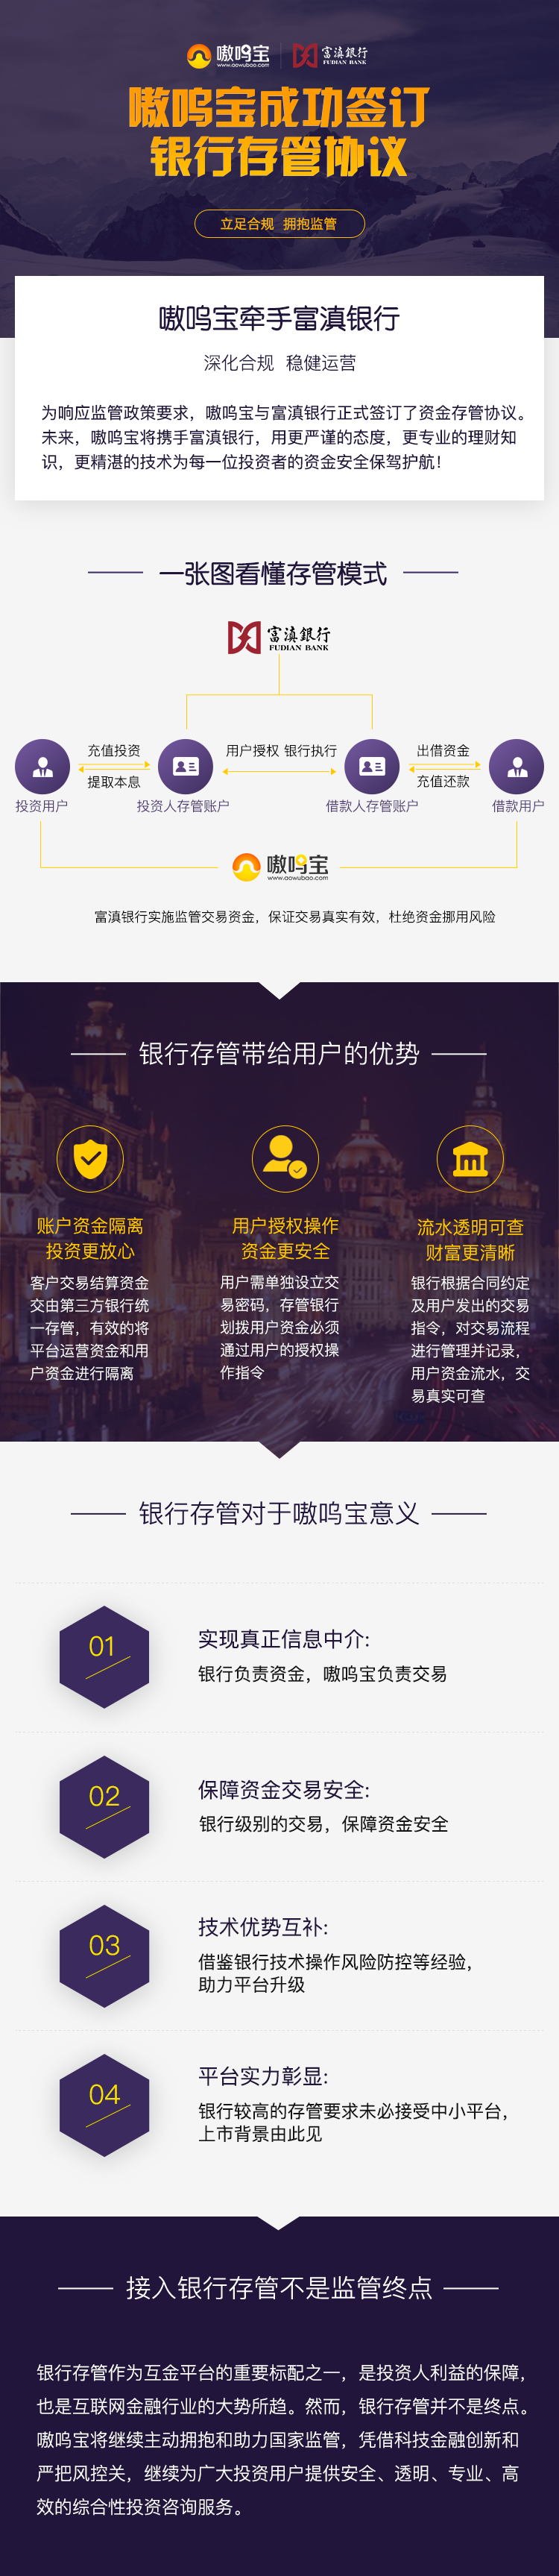 嗷呜宝
www.aowubao.com
富滇銀行
FUDIAN BANK
嗷呜宝成功签订
银行存管协议
立足合规 拥抱监管
嗷呜宝牵手富滇银行
深化合规 稳健运营
为响应监管政策要求，嗷呜宝与富滇银行正式签订了资金存管协议。
未来，嗷呜宝将携手富滇银行，用更严谨的态度，更专业的理财知
识，更精湛的技术为每一位投资者的资金安全保驾护航！
一张图看懂存管模式
富滇銀行
FUDIAN BANK
充值投资
用户授权 银行执行
出借资金
提取本息
充值还款
投资用户
投资人存管账户
借款人存管账户
借款用户
嗷呜宝
www.aowubao.com
富滇银行实施监管交易资金，保证交易真实有效，杜绝资金挪用风险
银行存管带给用户的优势
账户资金隔离
投资更放心
客户交易结算资金
交由第三方银行统
一存管，有效的将
平台运营资金和用
户资金进行隔离
用户授权操作
资金更安全
用户需单独设立交
易密码，存管银行
划拨用户资金必须
通过用户的授权操
作指令
流水透明可查
财富更清晰
银行根据合同约定
及用户发出的交易
指令，对交易流程
进行管理并记录，
用户资金流水，交
易真实可查
银行存管对于嗷呜宝意义
01
实现真正信息中介:
银行负责资金，嗷呜宝负责交易
02
保障资金交易安全:
银行级别的交易，保障资金安全
03
技术优势互补:
借鉴银行技术操作风险防控等经验，
助力平台升级
04
平台实力彰显:
银行较高的存管要求未必接受中小平台，
上市背景由此见
接入银行存管不是监管终点
银行存管作为互金平台的重要标配之一，是投资人利益的保障，
也是互联网金融行业的大势所趋。然而，银行存管并不是终点。
嗷呜宝将继续主动拥抱和助力国家监管，凭借科技金融创新和
严把风控关，继续为广大投资用户提供安全、透明、专业、高
效的综合性投资咨询服务。